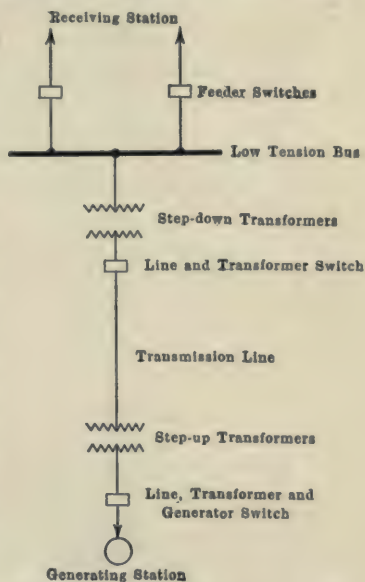 Receiving Station
Feeder Switches
Low Tension Bus
Step-down Transformers
Line and Transformer Switch
Transmission Line
Step-up Transformers
Line, Transformer and
Generator Switch
Generating Station